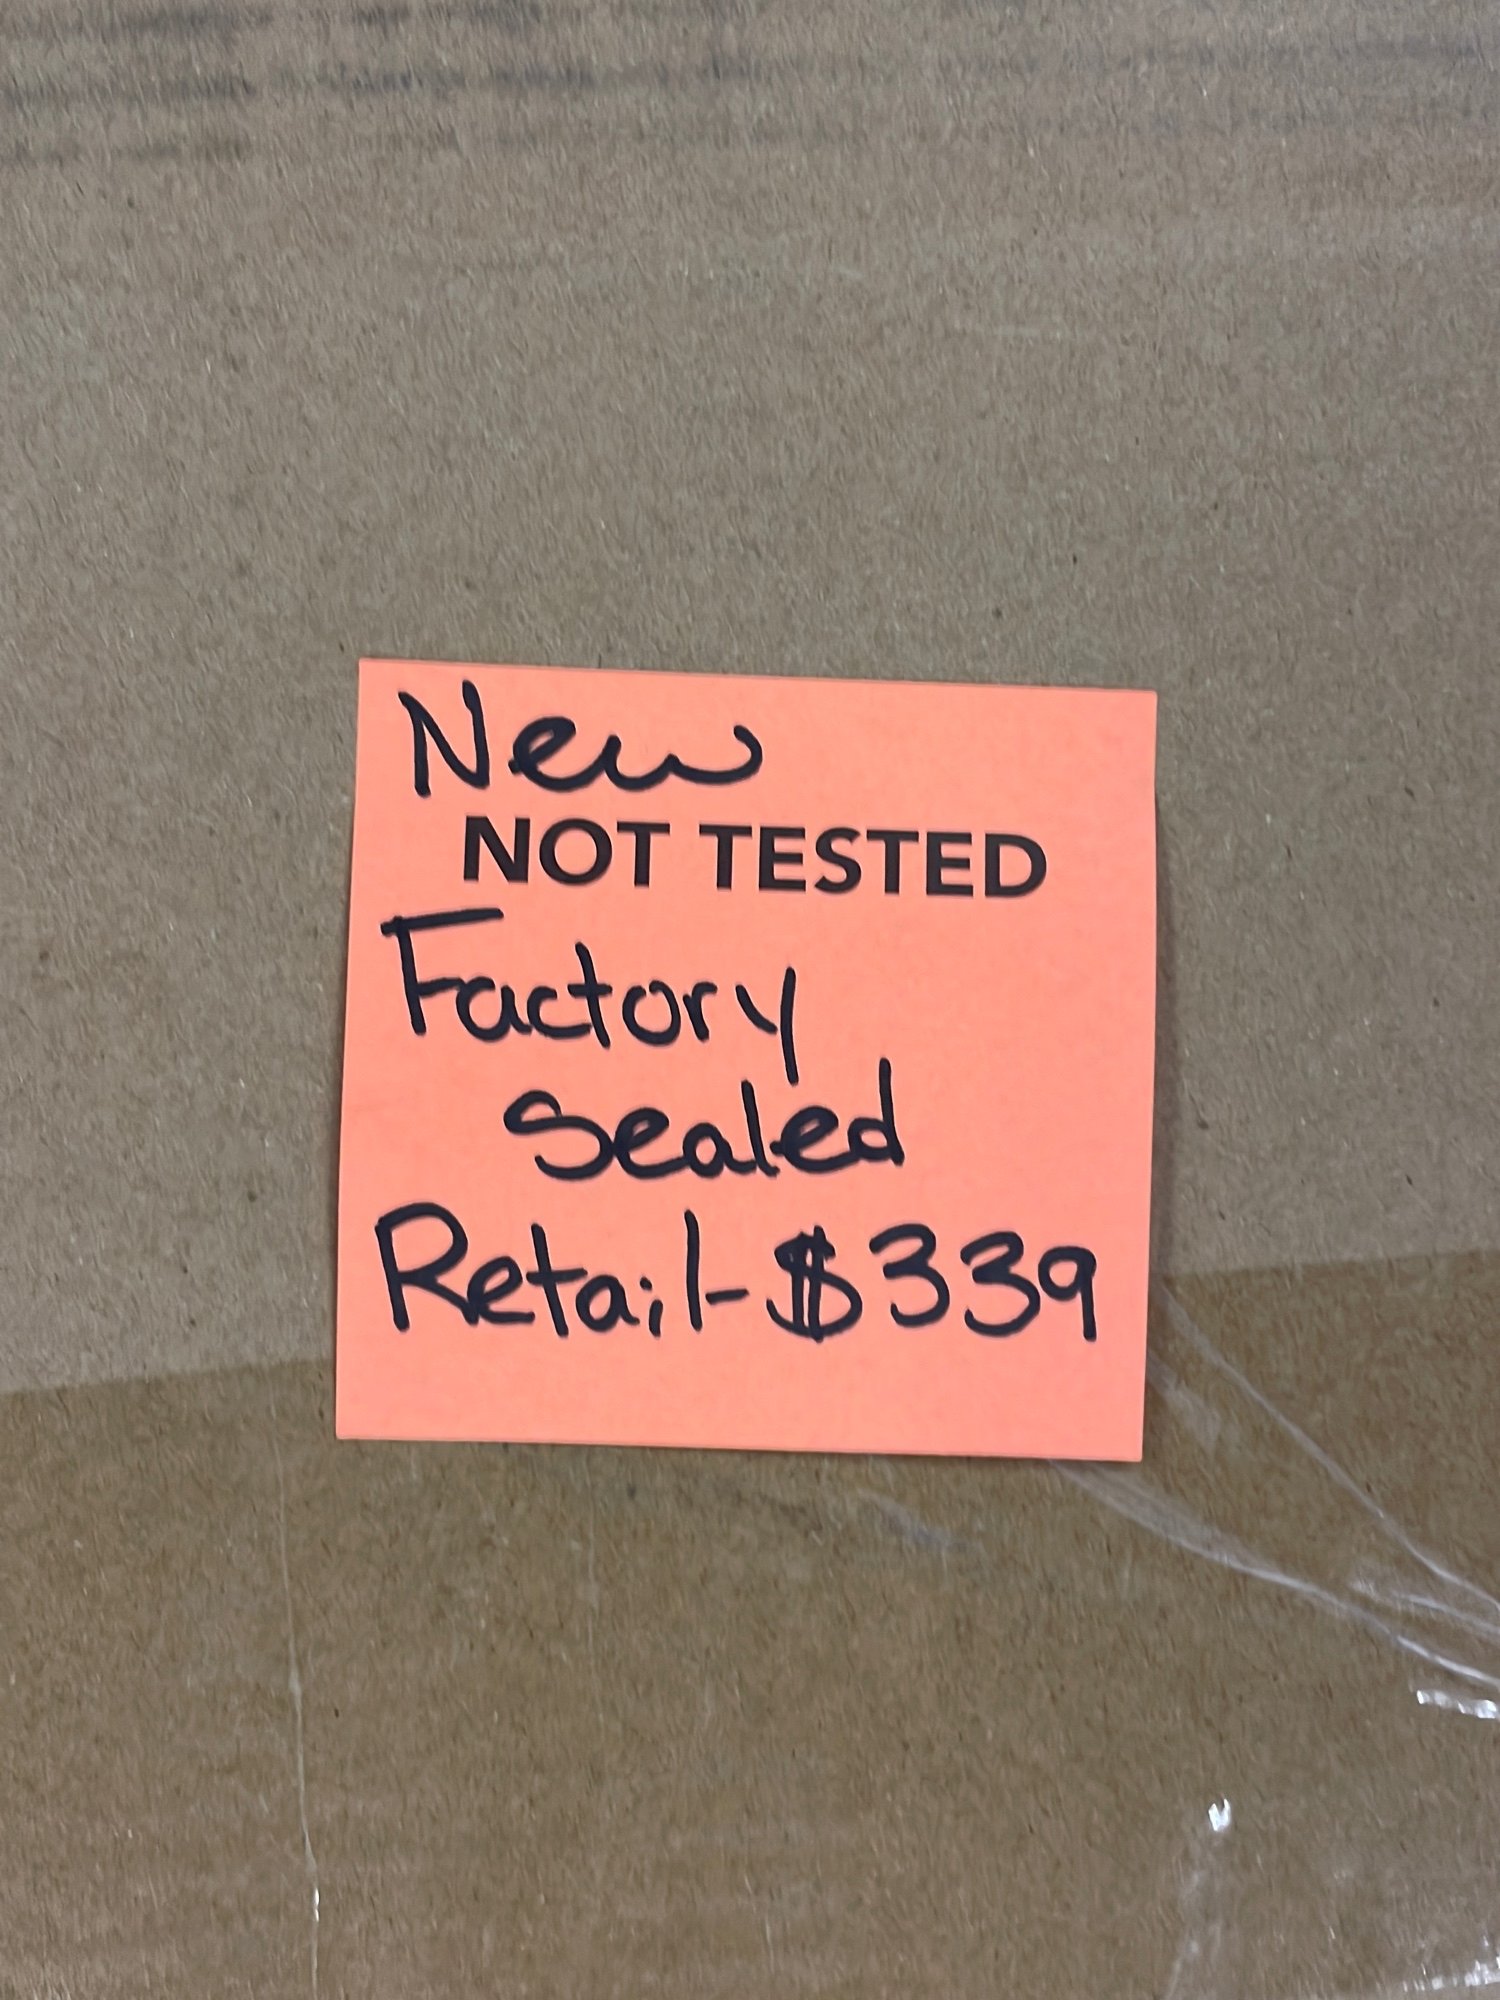 New
NOT TESTED
Factory
Sealed
Retail-$339